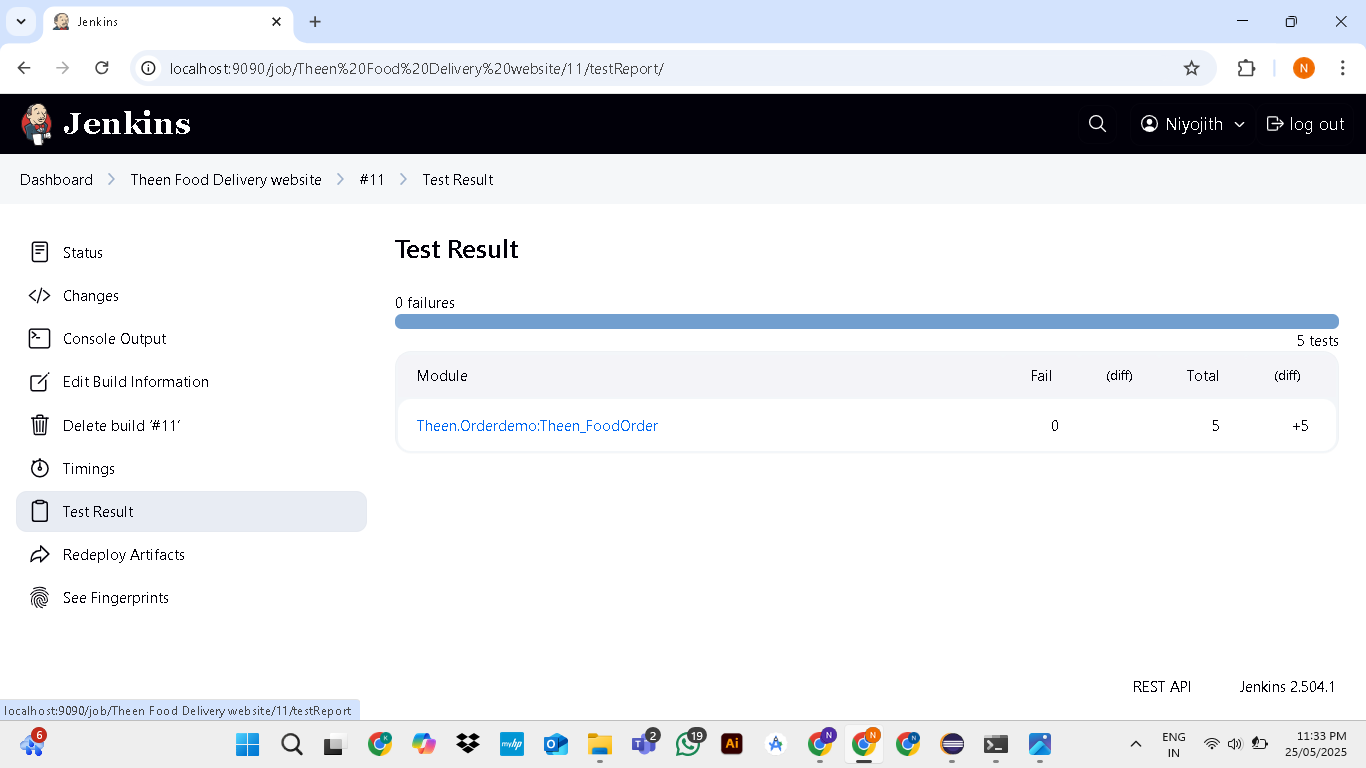 Jenkins
localhost:9090/job/Theen%20Food%20Delivery%20website/11/testReport/
N
Jenkins
Niyojith
log out
Dashboard
Theen Food Delivery website
#11
Test Result
Status
Changes
Console Output
Edit Build Information
Delete build ‘#11’
Timings
Test Result
Redeploy Artifacts
See Fingerprints
Test Result
0 failures
5 tests
Module Fail (diff) Total (diff)
Theen.Orderdemo:Theen_FoodOrder 0 5 +5
REST API
Jenkins 2.504.1
localhost:9090/job/Theen Food Delivery website/11/testReport
6
K
myhp
2
19
Ai
N
N
N
ENG
IN
11:33 PM
25/05/2025